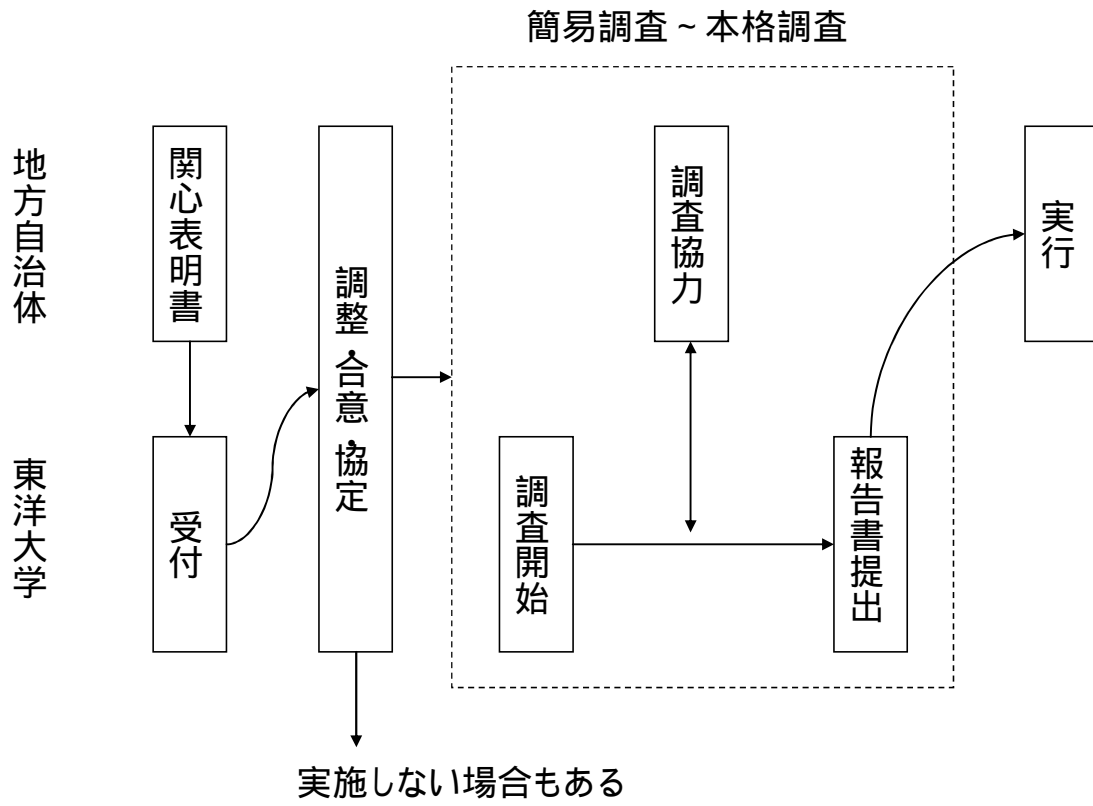 簡易調査~本格調査
地方自治体
関心表明書
調整・合意・協定
調査協力
実行
東洋大学
受付
調査開始
報告書提出
実施しない場合もある